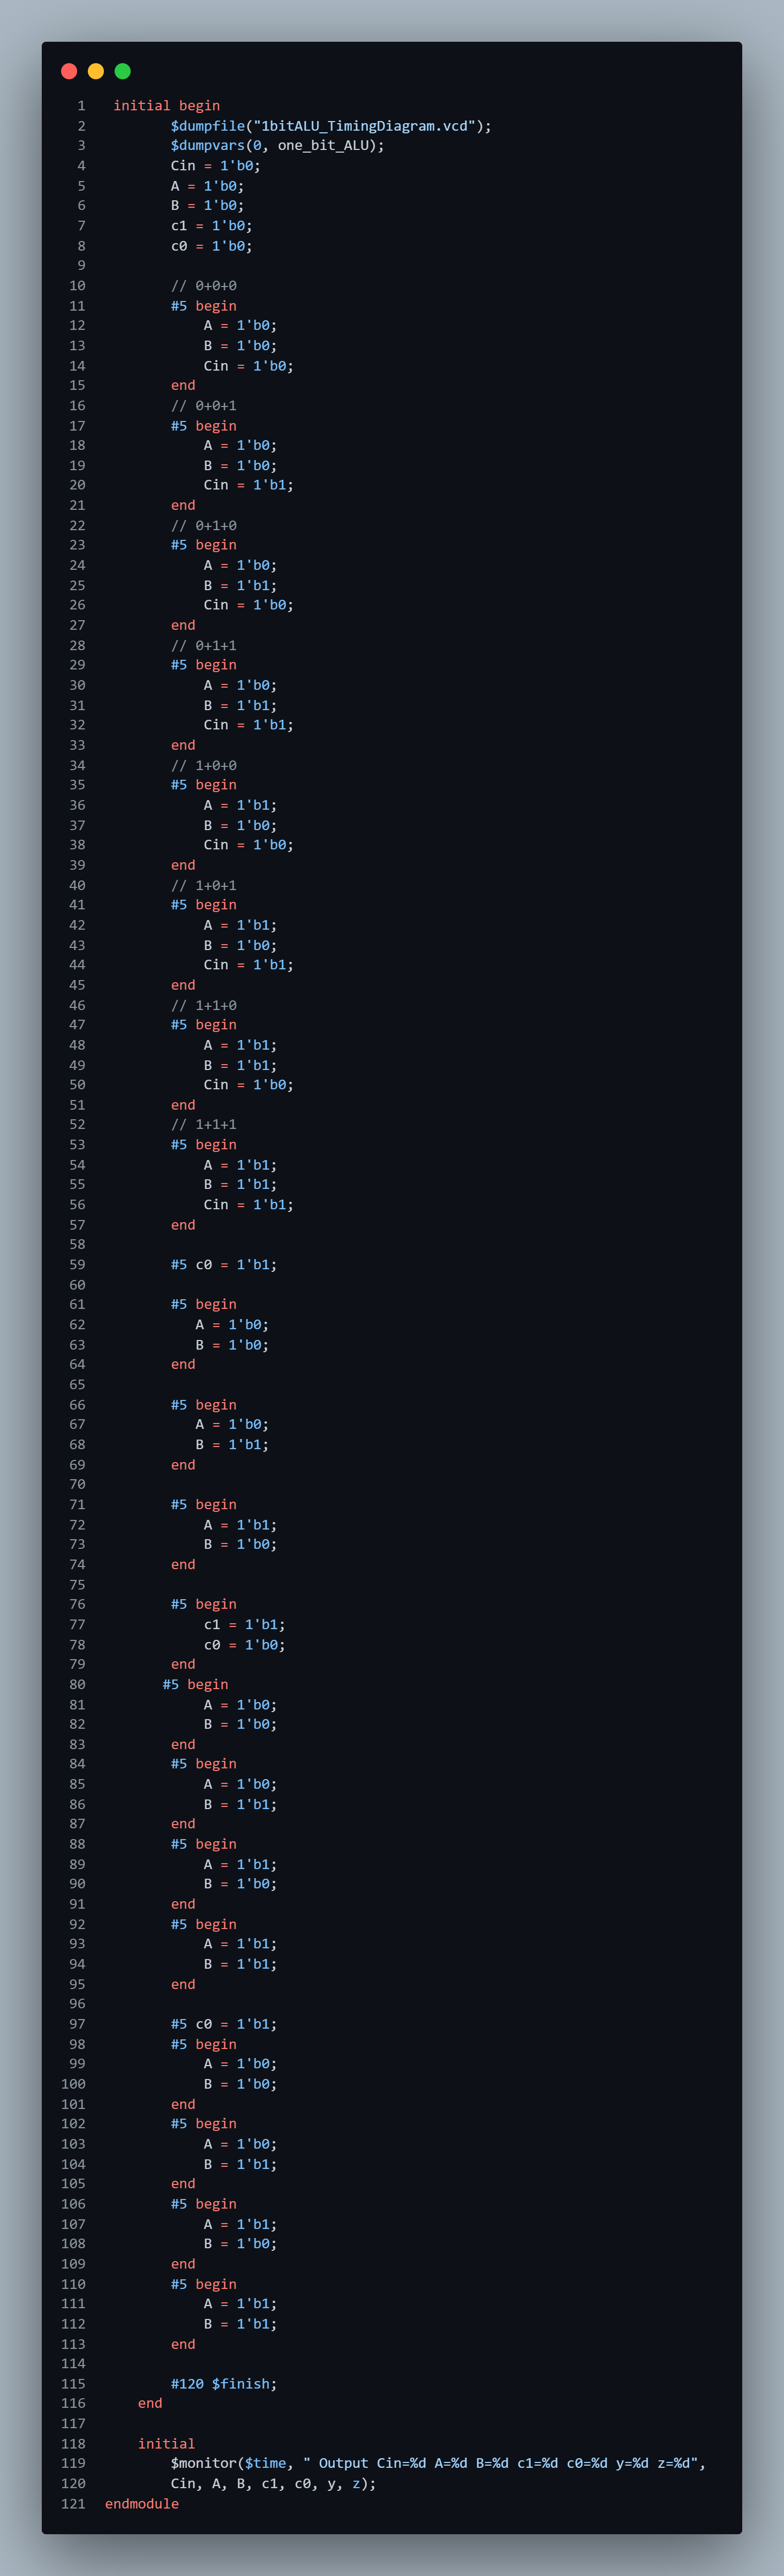 1 initial begin
2 $dumpfile("1bitALU_TimingDiagram.vcd");
3 $dumpvars(0, one_bit_ALU);
4 Cin = 1'b0;
5 A = 1'b0;
6 B = 1'b0;
7 c1 = 1'b0;
8 c0 = 1'b0;
9
10 // 0+0+0
11 #5 begin
12 A = 1'b0;
13 B = 1'b0;
14 Cin = 1'b0;
15 end
16 // 0+0+1
17 #5 begin
18 A = 1'b0;
19 B = 1'b0;
20 Cin = 1'b1;
21 end
22 // 0+1+0
23 #5 begin
24 A = 1'b0;
25 B = 1'b1;
26 Cin = 1'b0;
27 end
28 // 0+1+1
29 #5 begin
30 A = 1'b0;
31 B = 1'b1;
32 Cin = 1'b1;
33 end
34 // 1+0+0
35 #5 begin
36 A = 1'b1;
37 B = 1'b0;
38 Cin = 1'b0;
39 end
40 // 1+0+1
41 #5 begin
42 A = 1'b1;
43 B = 1'b0;
44 Cin = 1'b1;
45 end
46 // 1+1+0
47 #5 begin
48 A = 1'b1;
49 B = 1'b1;
50 Cin = 1'b0;
51 end
52 // 1+1+1
53 #5 begin
54 A = 1'b1;
55 B = 1'b1;
56 Cin = 1'b1;
57 end
58
59 #5 c0 = 1'b1;
60
61 #5 begin
62 A = 1'b0;
63 B = 1'b0;
64 end
65
66 #5 begin
67 A = 1'b0;
68 B = 1'b1;
69 end
70
71 #5 begin
72 A = 1'b1;
73 B = 1'b0;
74 end
75
76 #5 begin
77 c1 = 1'b1;
78 c0 = 1'b0;
79 end
80 #5 begin
81 A = 1'b0;
82 B = 1'b0;
83 end
84 #5 begin
85 A = 1'b0;
86 B = 1'b1;
87 end
88 #5 begin
89 A = 1'b1;
90 B = 1'b0;
91 end
92 #5 begin
93 A = 1'b1;
94 B = 1'b1;
95 end
96
97 #5 c0 = 1'b1;
98 #5 begin
99 A = 1'b0;
100 B = 1'b0;
101 end
102 #5 begin
103 A = 1'b0;
104 B = 1'b1;
105 end
106 #5 begin
107 A = 1'b1;
108 B = 1'b0;
109 end
110 #5 begin
111 A = 1'b1;
112 B = 1'b1;
113 end
114
115 #120 $finish;
116 end
117
118 initial
119 $monitor($time, " Output Cin=%d A=%d B=%d c1=%d c0=%d y=%d z=%d",
120 Cin, A, B, c1, c0, y, z);
121 endmodule